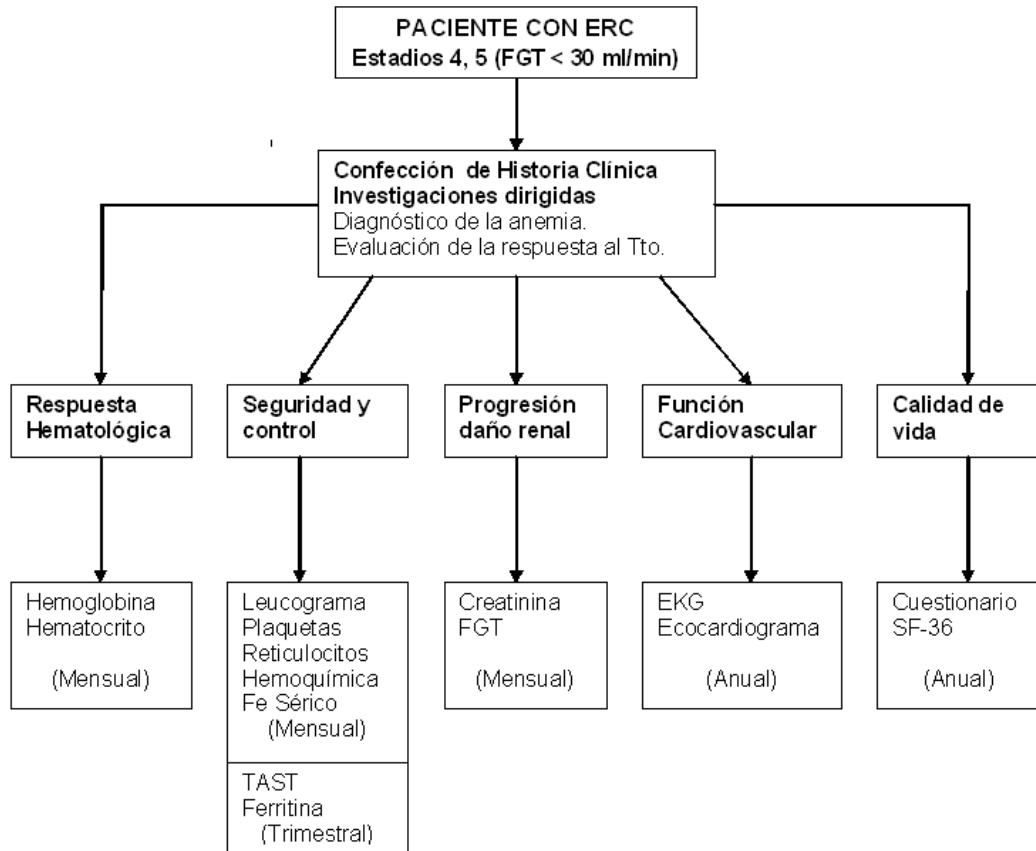 PACIENTE CON ERC
Estadios 4, 5 (FGT < 30 ml/min)
Confección de Historia Clínica
Investigaciones dirigidas
Diagnóstico de la anemia.
Evaluación de la respuesta al Tto.
Respuesta
Hematológica
Seguridad y
control
Progresión
daño renal
Función
Cardiovascular
Calidad de
vida
Hemoglobina
Hematocrito
(Mensual)
Leucograma
Plaquetas
Reticulocitos
Hemoquímica
Fe Sérico
(Mensual)
TAST
Ferritina
(Trimestral)
Creatinina
FGT
(Mensual)
EKG
Ecocardiograma
(Anual)
Cuestionario
SF-36
(Anual)